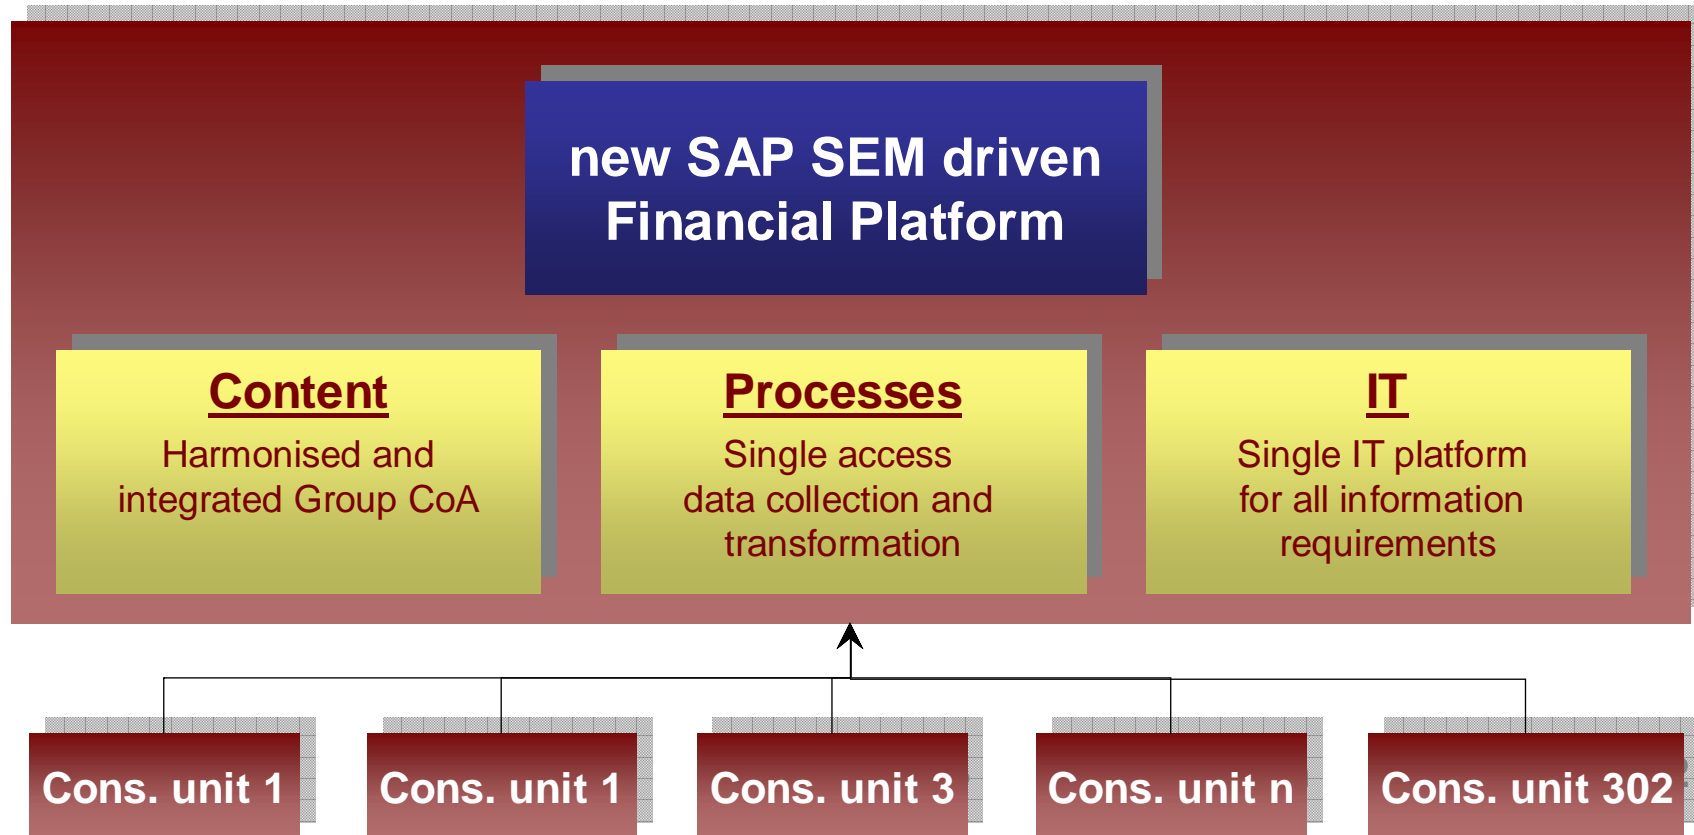 new SAP SEM driven
Financial Platform
Content
Harmonised and
integrated Group CoA
Processes
Single access
data collection and
transformation
IT
Single IT platform
for all information
requirements
Cons. unit 1
Cons. unit 1
Cons. unit 3
Cons. unit n
Cons. unit 302